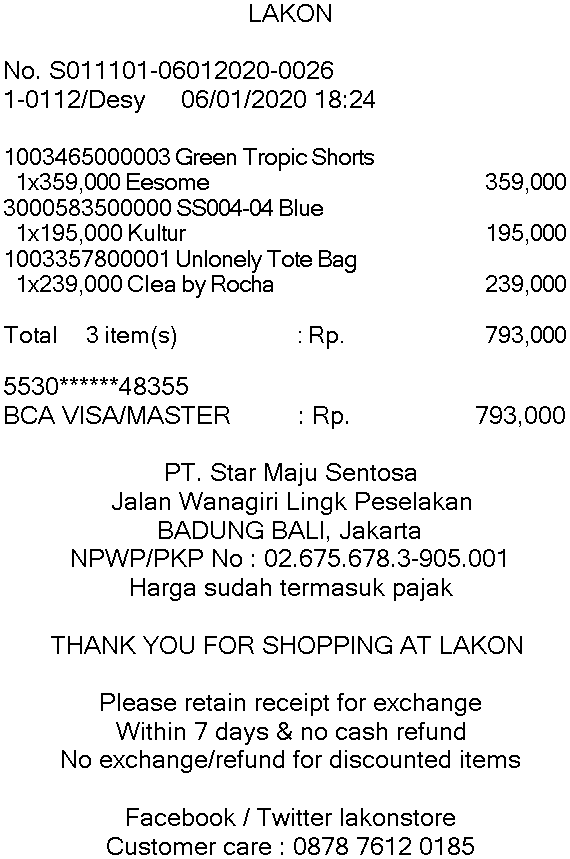 LAKON
No. S011101-06012020-0026
1-0112/Desy 06/01/2020 18:24
1003465000003 Green Tropic Shorts
1x359,000 Eesome 359,000
3000583500000 SS004-04 Blue
1x195,000 Kultur 195,000
1003357800001 Unlonely Tote Bag
1x239,000 Clea by Rocha 239,000
Total 3 item(s) : Rp. 793,000
5530******48355
BCA VISA/MASTER : Rp. 793,000
PT. Star Maju Sentosa
Jalan Wanagiri Lingk Peselakan
BADUNG BALI, Jakarta
NPWP/PKP No : 02.675.678.3-905.001
Harga sudah termasuk pajak
THANK YOU FOR SHOPPING AT LAKON
Please retain receipt for exchange
Within 7 days & no cash refund
No exchange/refund for discounted items
Facebook / Twitter lakonstore
Customer care : 0878 7612 0185